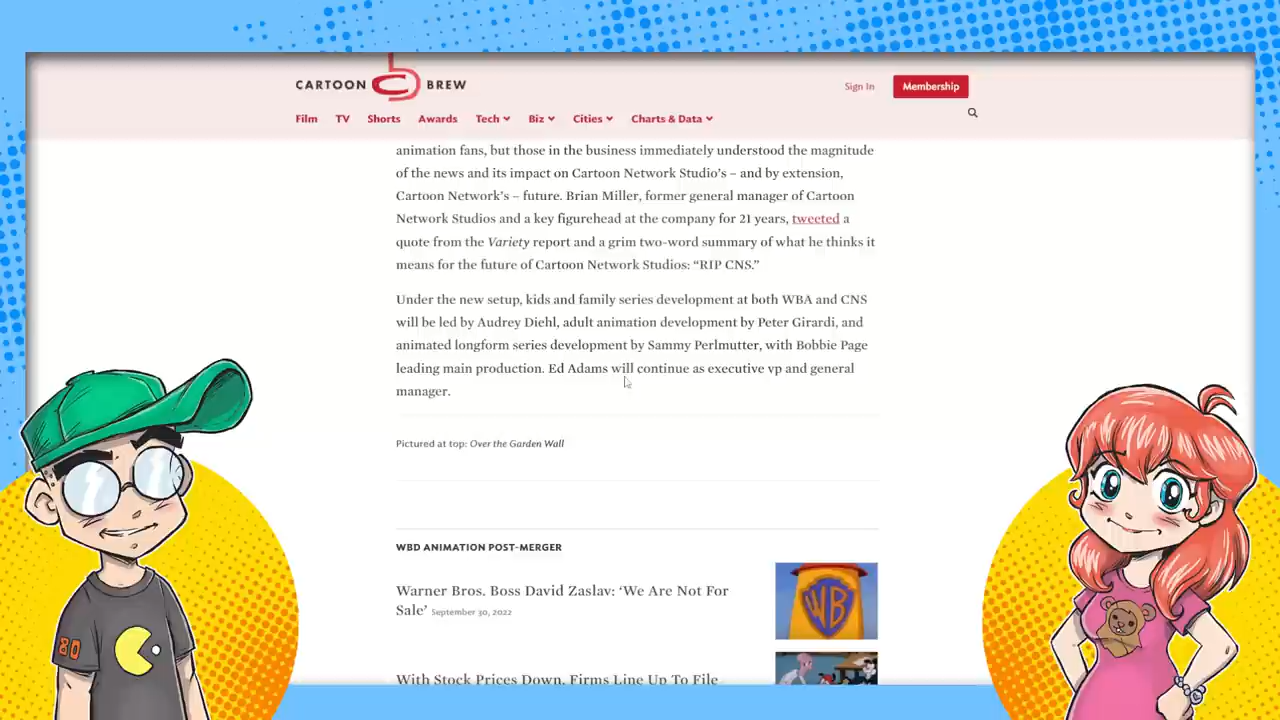 CARTOON BREW
Sign In
Membership
Film TV Shorts Awards Tech Biz Cities Charts & Data
animation fans, but those in the business immediately understood the magnitude
of the news and its impact on Cartoon Network Studio's – and by extension,
Cartoon Network's – future. Brian Miller, former general manager of Cartoon
Network Studios and a key figurehead at the company for 21 years, tweeted a
quote from the Variety report and a grim two-word summary of what he thinks it
means for the future of Cartoon Network Studios: “RIP CNS.”
Under the new setup, kids and family series development at both WBA and CNS
will be led by Audrey Diehl, adult animation development by Peter Girardi, and
animated longform series development by Sammy Perlmutter, with Bobbie Page
leading main production. Ed Adams will continue as executive vp and general
manager.
Pictured at top: Over the Garden Wall
WBD ANIMATION POST-MERGER
Warner Bros. Boss David Zaslav: ‘We Are Not For
Sale’ September 30, 2022
WB
With Stock Prices Down, Firms Line Up To File
80